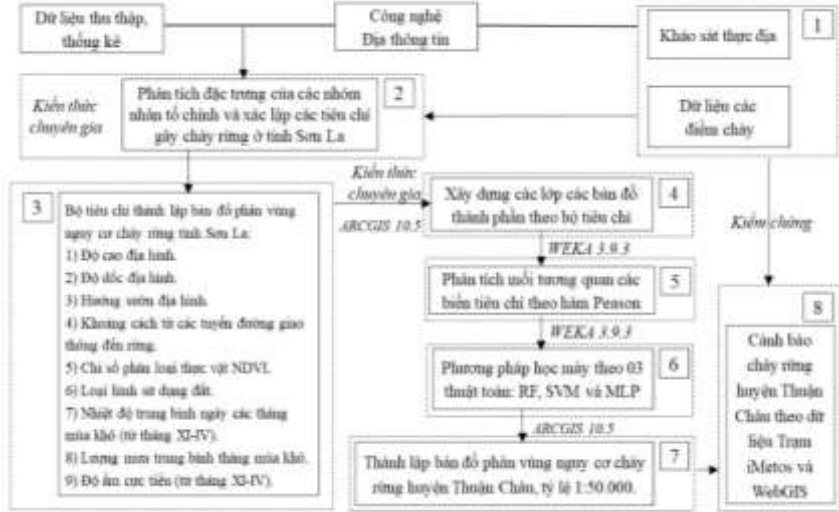 Dữ liệu thu thập,
thống kê
Công nghệ
Địa thông tin
1
Khảo sát thực địa
Dữ liệu các
điểm cháy
Kiến thức
chuyên gia
Phân tích đặc trưng của các nhóm
nhân tố chính và xác lập các tiêu chí
gây cháy rừng ở tỉnh Sơn La
2
3
Bộ tiêu chí thành lập bản đồ phân vùng
nguy cơ cháy rừng tỉnh Sơn La:
1) Độ cao địa hình.
2) Độ dốc địa hình.
3) Hướng sườn địa hình.
4) Khoảng cách từ các tuyến đường giao
thông đến rừng.
5) Chỉ số phân loại thực vật NDVI.
6) Loại hình sử dụng đất.
7) Nhiệt độ trung bình ngày các tháng
mùa khô (từ tháng XI-IV).
8) Lượng mưa trung bình tháng mùa khô.
9) Độ ẩm cực tiểu (từ tháng XI-IV).
Kiến thức
chuyên gia
ARCGIS 10.5
Xây dựng các lớp các bản đồ
thành phần theo bộ tiêu chí
4
WEKA 3.9.3
Phân tích mối tương quan các
biến tiêu chí theo hàm Peason
5
WEKA 3.9.3
Phương pháp học máy theo 03
thuật toán: RF, SVM và MLP
6
ARCGIS 10.5
Thành lập bản đồ phân vùng nguy cơ cháy
rừng huyện Thuận Châu, tỷ lệ 1:50.000.
7
Kiểm chứng
8
Cảnh báo
cháy rừng
huyện Thuận
Châu theo dữ
liệu Trạm
iMetos và
WebGIS